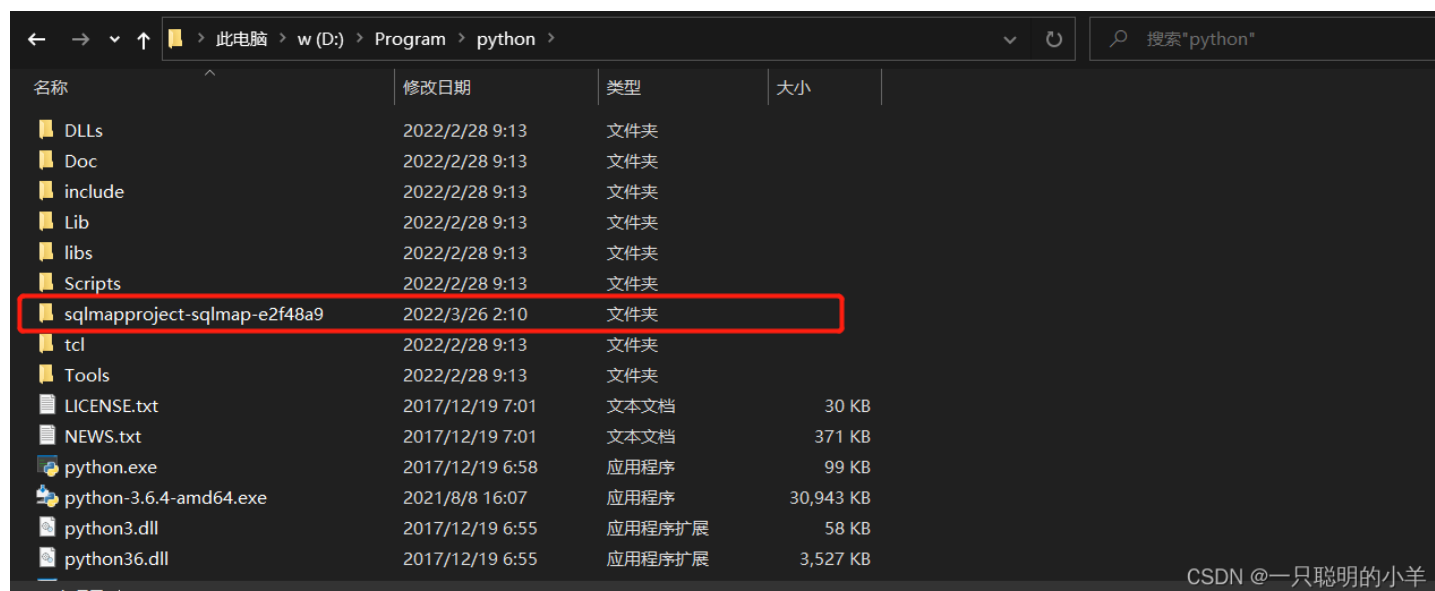 此电脑 > w (D:) > Program > python >
搜索"python"
名称 修改日期 类型 大小
DLLs 2022/2/28 9:13 文件夹
Doc 2022/2/28 9:13 文件夹
include 2022/2/28 9:13 文件夹
Lib 2022/2/28 9:13 文件夹
libs 2022/2/28 9:13 文件夹
Scripts 2022/2/28 9:13 文件夹
sqlmapproject-sqlmap-e2f48a9 2022/3/26 2:10 文件夹
tcl 2022/2/28 9:13 文件夹
Tools 2022/2/28 9:13 文件夹
LICENSE.txt 2017/12/19 7:01 文本文档 30 KB
NEWS.txt 2017/12/19 7:01 文本文档 371 KB
python.exe 2017/12/19 6:58 应用程序 99 KB
python-3.6.4-amd64.exe 2021/8/8 16:07 应用程序 30,943 KB
python3.dll 2017/12/19 6:55 应用程序扩展 58 KB
python36.dll 2017/12/19 6:55 应用程序扩展 3,527 KB
CSDN @一只聪明的小羊